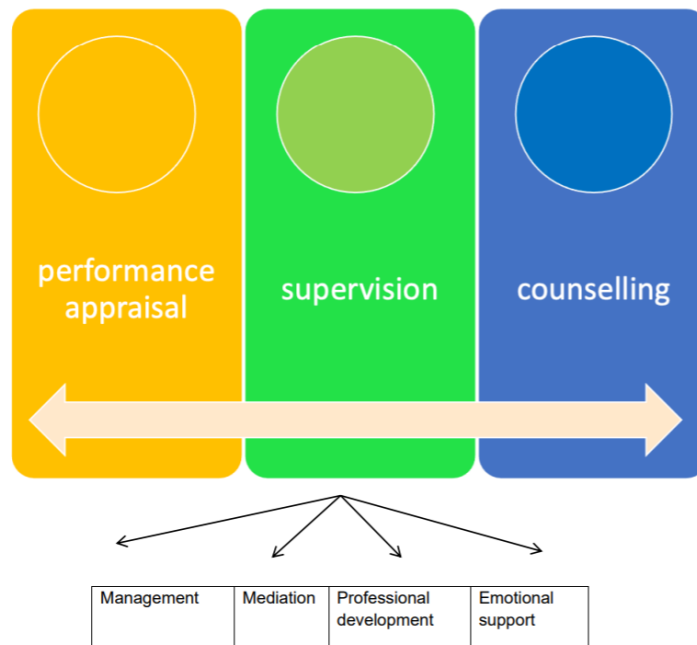 performance
appraisal
supervision
counselling
Management
Mediation
Professional
development
Emotional
support